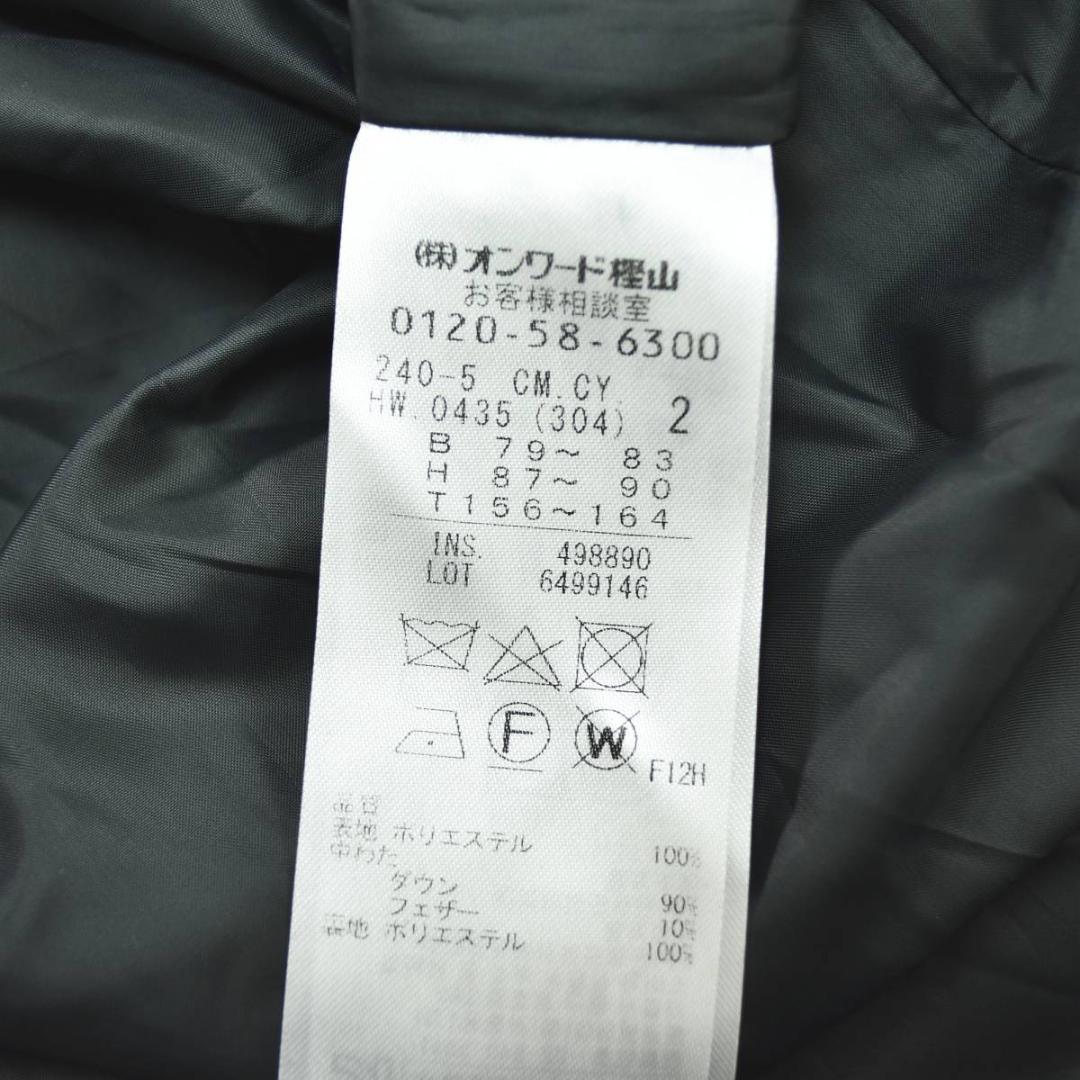 (株)オンワード樫山
お客様相談室
0120-58-6300
240-5 CM.CY.
HW.0435 (304) 2
B 79～ 83
H 87～ 90
T156～164
INS. 498890
LOT 6499146
F
W
F12H
品質
表地 ポリエステル 100%
中わた
ダウン 90%
フェザー 10%
裏地 ポリエステル 100%